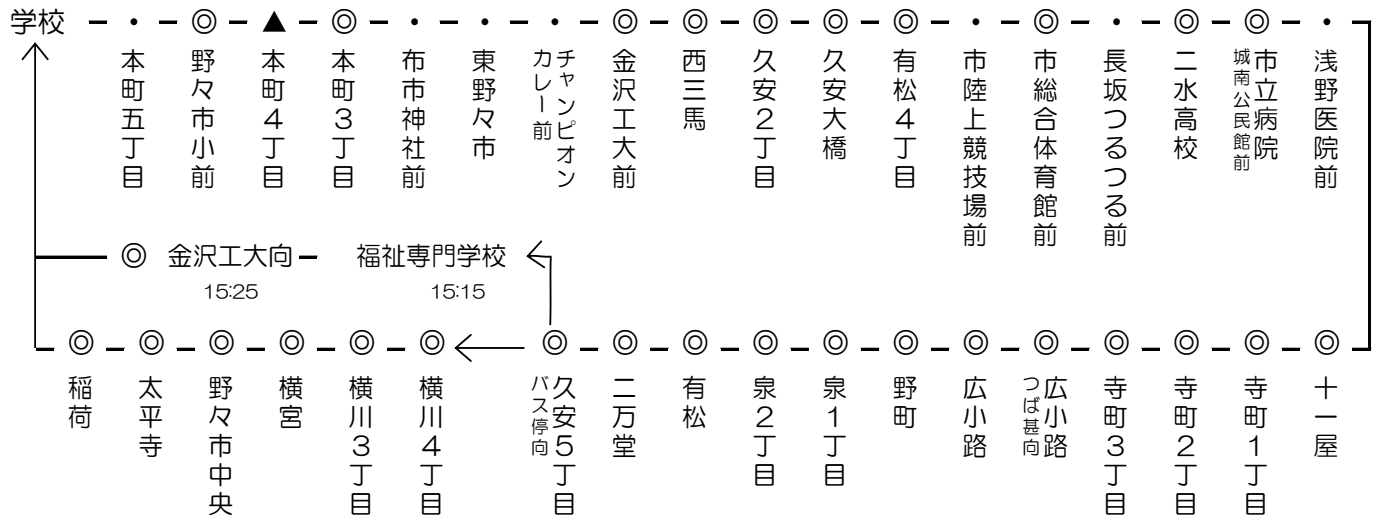 学校
本町五丁目
野々市小前
本町4丁目
本町3丁目
布市神社前
東野々市
チャンピオン
カレー前
金沢工大前
西三馬
久安2丁目
久安大橋
有松4丁目
市陸上競技場前
市総合体育館前
長坂つるつる前
二水高校
市立病院
城南公民館前
浅野医院前
金沢工大向
福祉専門学校
15:25
15:15
稲荷
太平寺
野々市中央
横宮
横川3丁目
横川4丁目
久安5丁目
バス停向
二万堂
有松
泉2丁目
泉1丁目
野町
広小路
広小路
つば甚向
寺町3丁目
寺町2丁目
寺町1丁目
十一屋